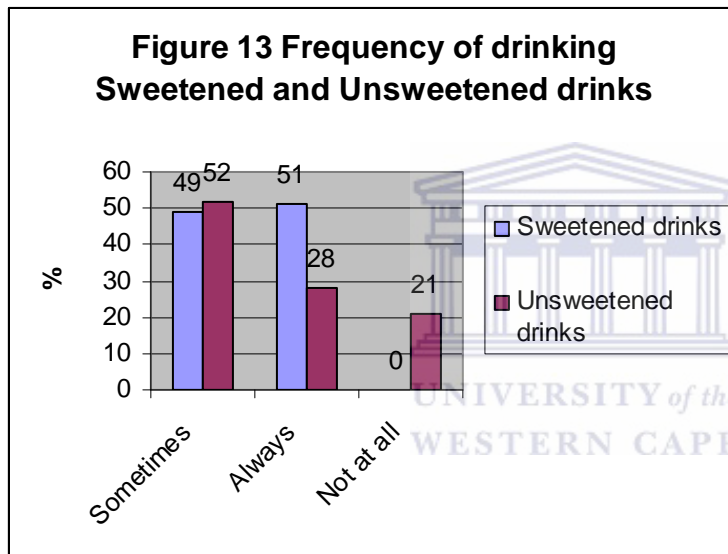 Figure 13 Frequency of drinking
Sweetened and Unsweetened drinks
%
60
50
40
30
20
10
0
49 52
51
28
0
21
Sometimes
Always
Not at all
Sweetened drinks
Unsweetened
drinks
UNIVERSITY of the
WESTERN CAPE